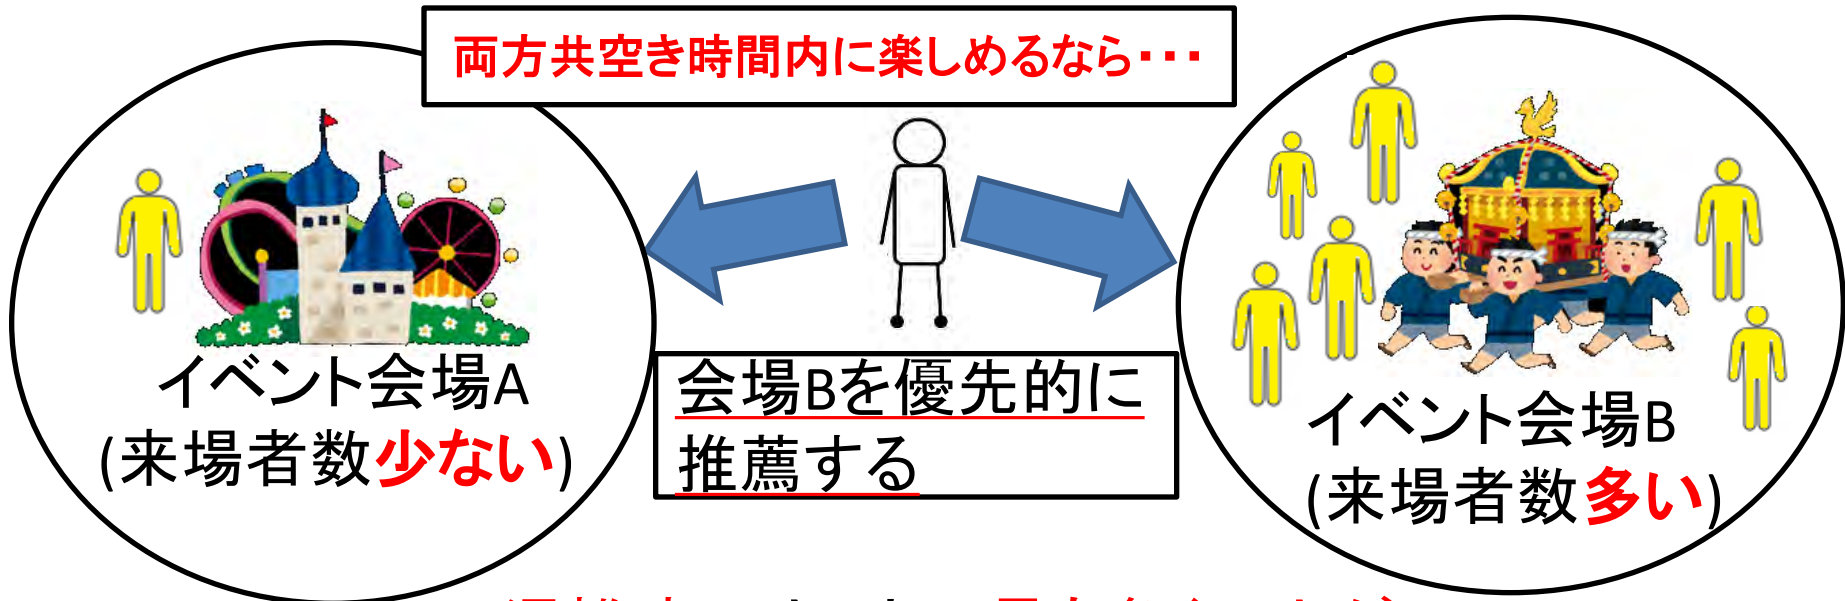 両方共空き時間内に楽しめるなら・・・
イベント会場A
(来場者数少ない)
会場Bを優先的に
推薦する
イベント会場B
(来場者数多い)